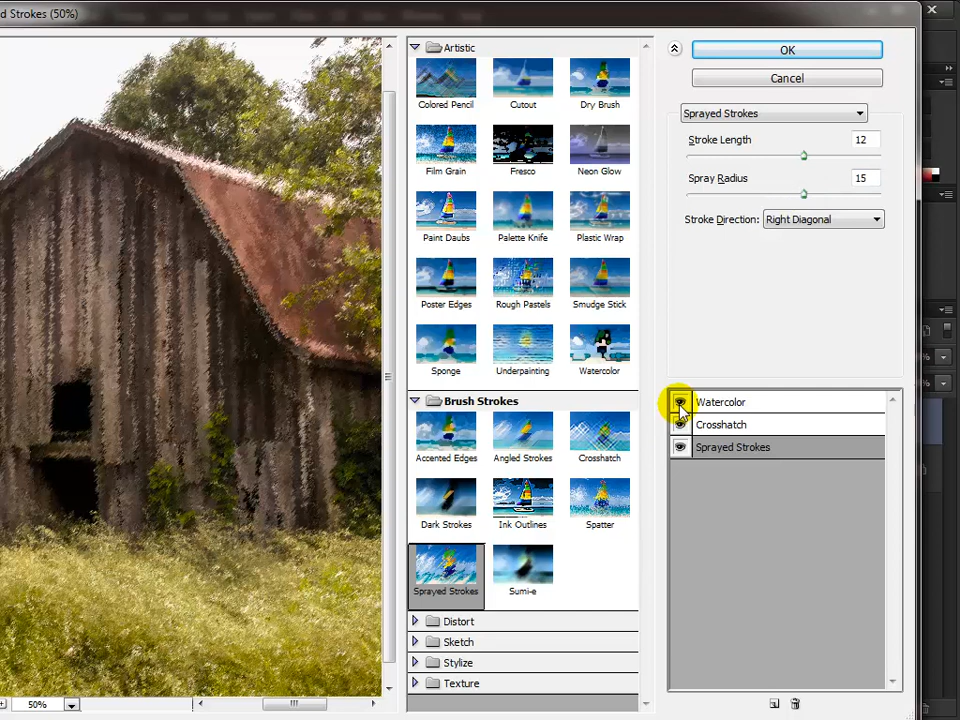 d Strokes (50%)
Artistic
Colored Pencil
Cutout
Dry Brush
Film Grain
Fresco
Neon Glow
Paint Daubs
Palette Knife
Plastic Wrap
Poster Edges
Rough Pastels
Smudge Stick
Sponge
Underpainting
Watercolor
Brush Strokes
Accented Edges
Angled Strokes
Crosshatch
Dark Strokes
Ink Outlines
Spatter
Sprayed Strokes
Sumi-e
Distort
Sketch
Stylize
Texture
OK
Cancel
Sprayed Strokes
Stroke Length 12
Spray Radius 15
Stroke Direction: Right Diagonal
Watercolor
Crosshatch
Sprayed Strokes
50%